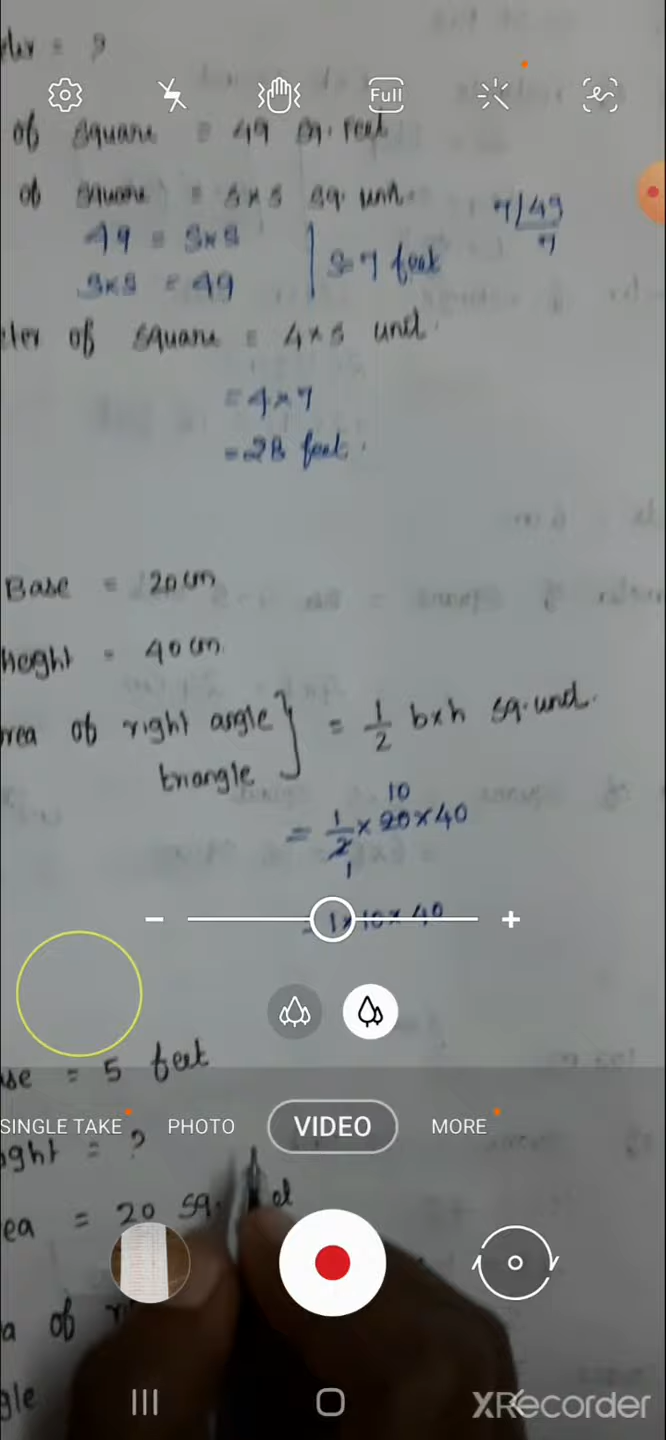 = ?
Full
of square = 49 sq. feet
of square = s×s sq. unit.
7|49
7
49 = s×s
s×s = 49
s=7 feet
of square = 4×s unit.
= 4×7
= 28 feet.
Base = 20 cm
height = 40 cm
area of right angle triangle } = 1/2 b×h sq. unit.
10
= 1/2 × 20 × 40
1
= 1×10×40
= 5 feet
= ?
= 20 sq.
of
SINGLE TAKE PHOTO VIDEO MORE
XRecorder